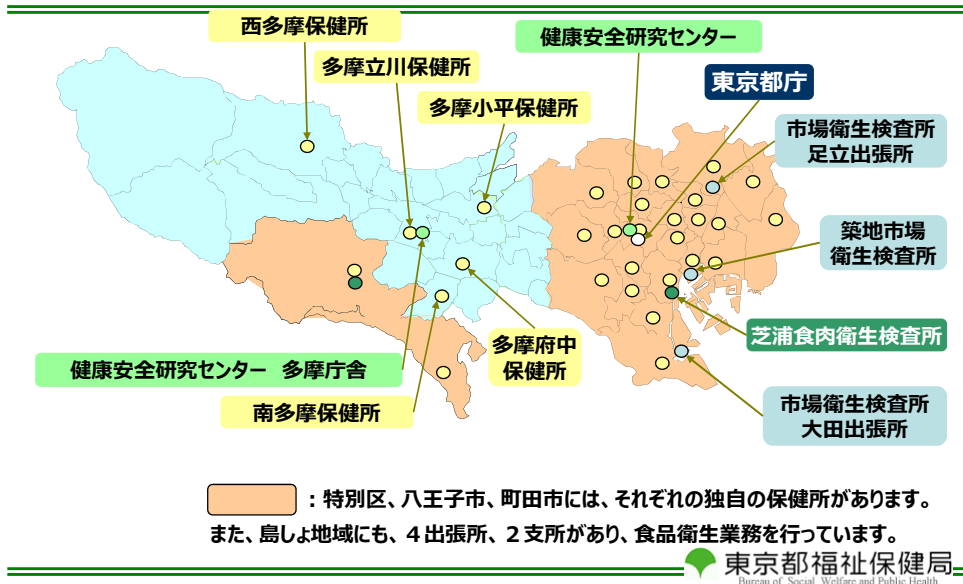 西多摩保健所
健康安全研究センター
多摩立川保健所
東京都庁
多摩小平保健所
市場衛生検査所
足立出張所
築地市場
衛生検査所
芝浦食肉衛生検査所
多摩府中
保健所
健康安全研究センター 多摩庁舎
南多摩保健所
市場衛生検査所
大田出張所
:特別区、八王子市、町田市には、それぞれの独自の保健所があります。
また、島しょ地域にも、4出張所、2支所があり、食品衛生業務を行っています。
東京都福祉保健局
Bureau of Social Welfare and Public Health